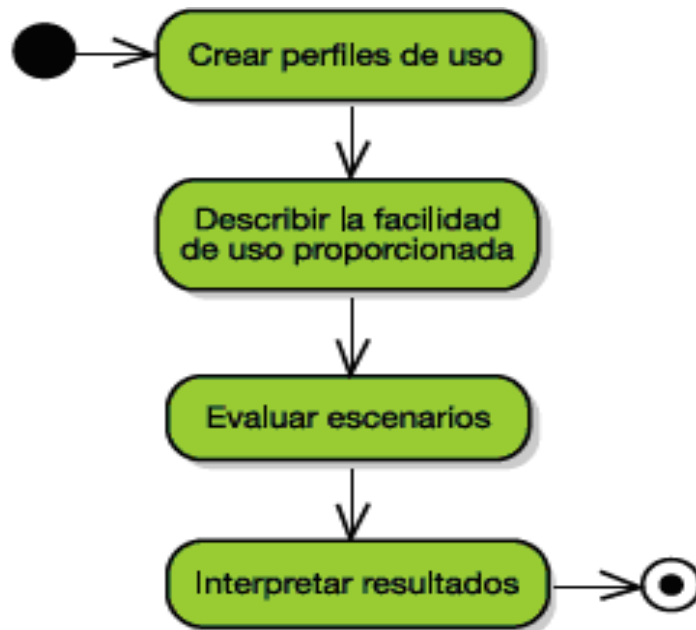 Crear perfiles de uso
Describir la facilidad
de uso proporcionada
Evaluar escenarios
Interpretar resultados